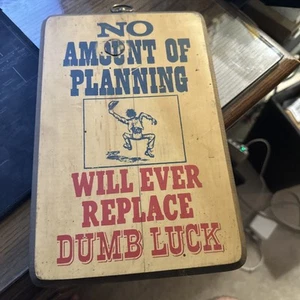 NO
AMOUNT OF
PLANNING
WILL EVER
REPLACE
DUMB LUCK